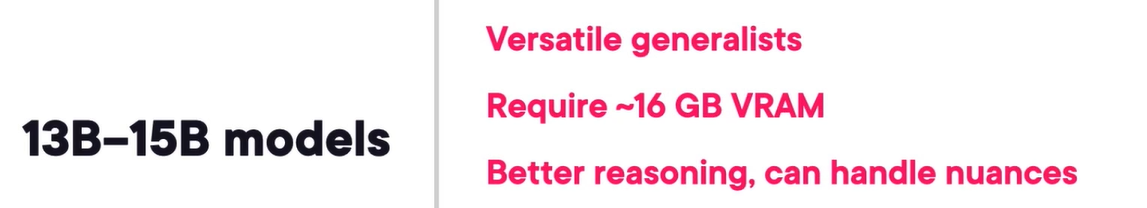 13B–15B models
Versatile generalists
Require ~16 GB VRAM
Better reasoning, can handle nuances